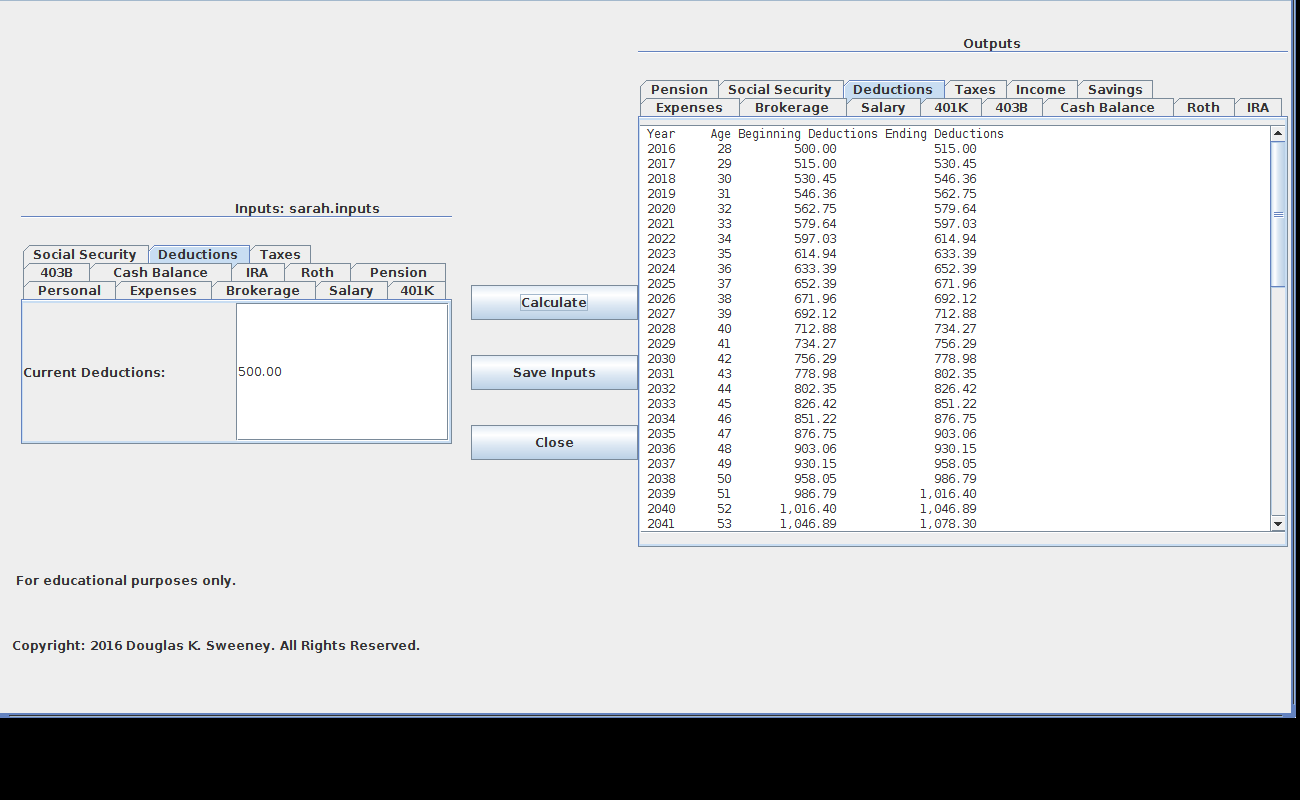 Outputs
Pension Social Security Deductions Taxes Income Savings
Expenses Brokerage Salary 401K 403B Cash Balance Roth IRA
Year Age Beginning Deductions Ending Deductions
2016 28 500.00 515.00
2017 29 515.00 530.45
2018 30 530.45 546.36
2019 31 546.36 562.75
2020 32 562.75 579.64
2021 33 579.64 597.03
2022 34 597.03 614.94
2023 35 614.94 633.39
2024 36 633.39 652.39
2025 37 652.39 671.96
2026 38 671.96 692.12
2027 39 692.12 712.88
2028 40 712.88 734.27
2029 41 734.27 756.29
2030 42 756.29 778.98
2031 43 778.98 802.35
2032 44 802.35 826.42
2033 45 826.42 851.22
2034 46 851.22 876.75
2035 47 876.75 903.06
2036 48 903.06 930.15
2037 49 930.15 958.05
2038 50 958.05 986.79
2039 51 986.79 1,016.40
2040 52 1,016.40 1,046.89
2041 53 1,046.89 1,078.30
Inputs: sarah.inputs
Social Security Deductions Taxes
403B Cash Balance IRA Roth Pension
Personal Expenses Brokerage Salary 401K
Current Deductions: 500.00
Calculate
Save Inputs
Close
For educational purposes only.
Copyright: 2016 Douglas K. Sweeney. All Rights Reserved.